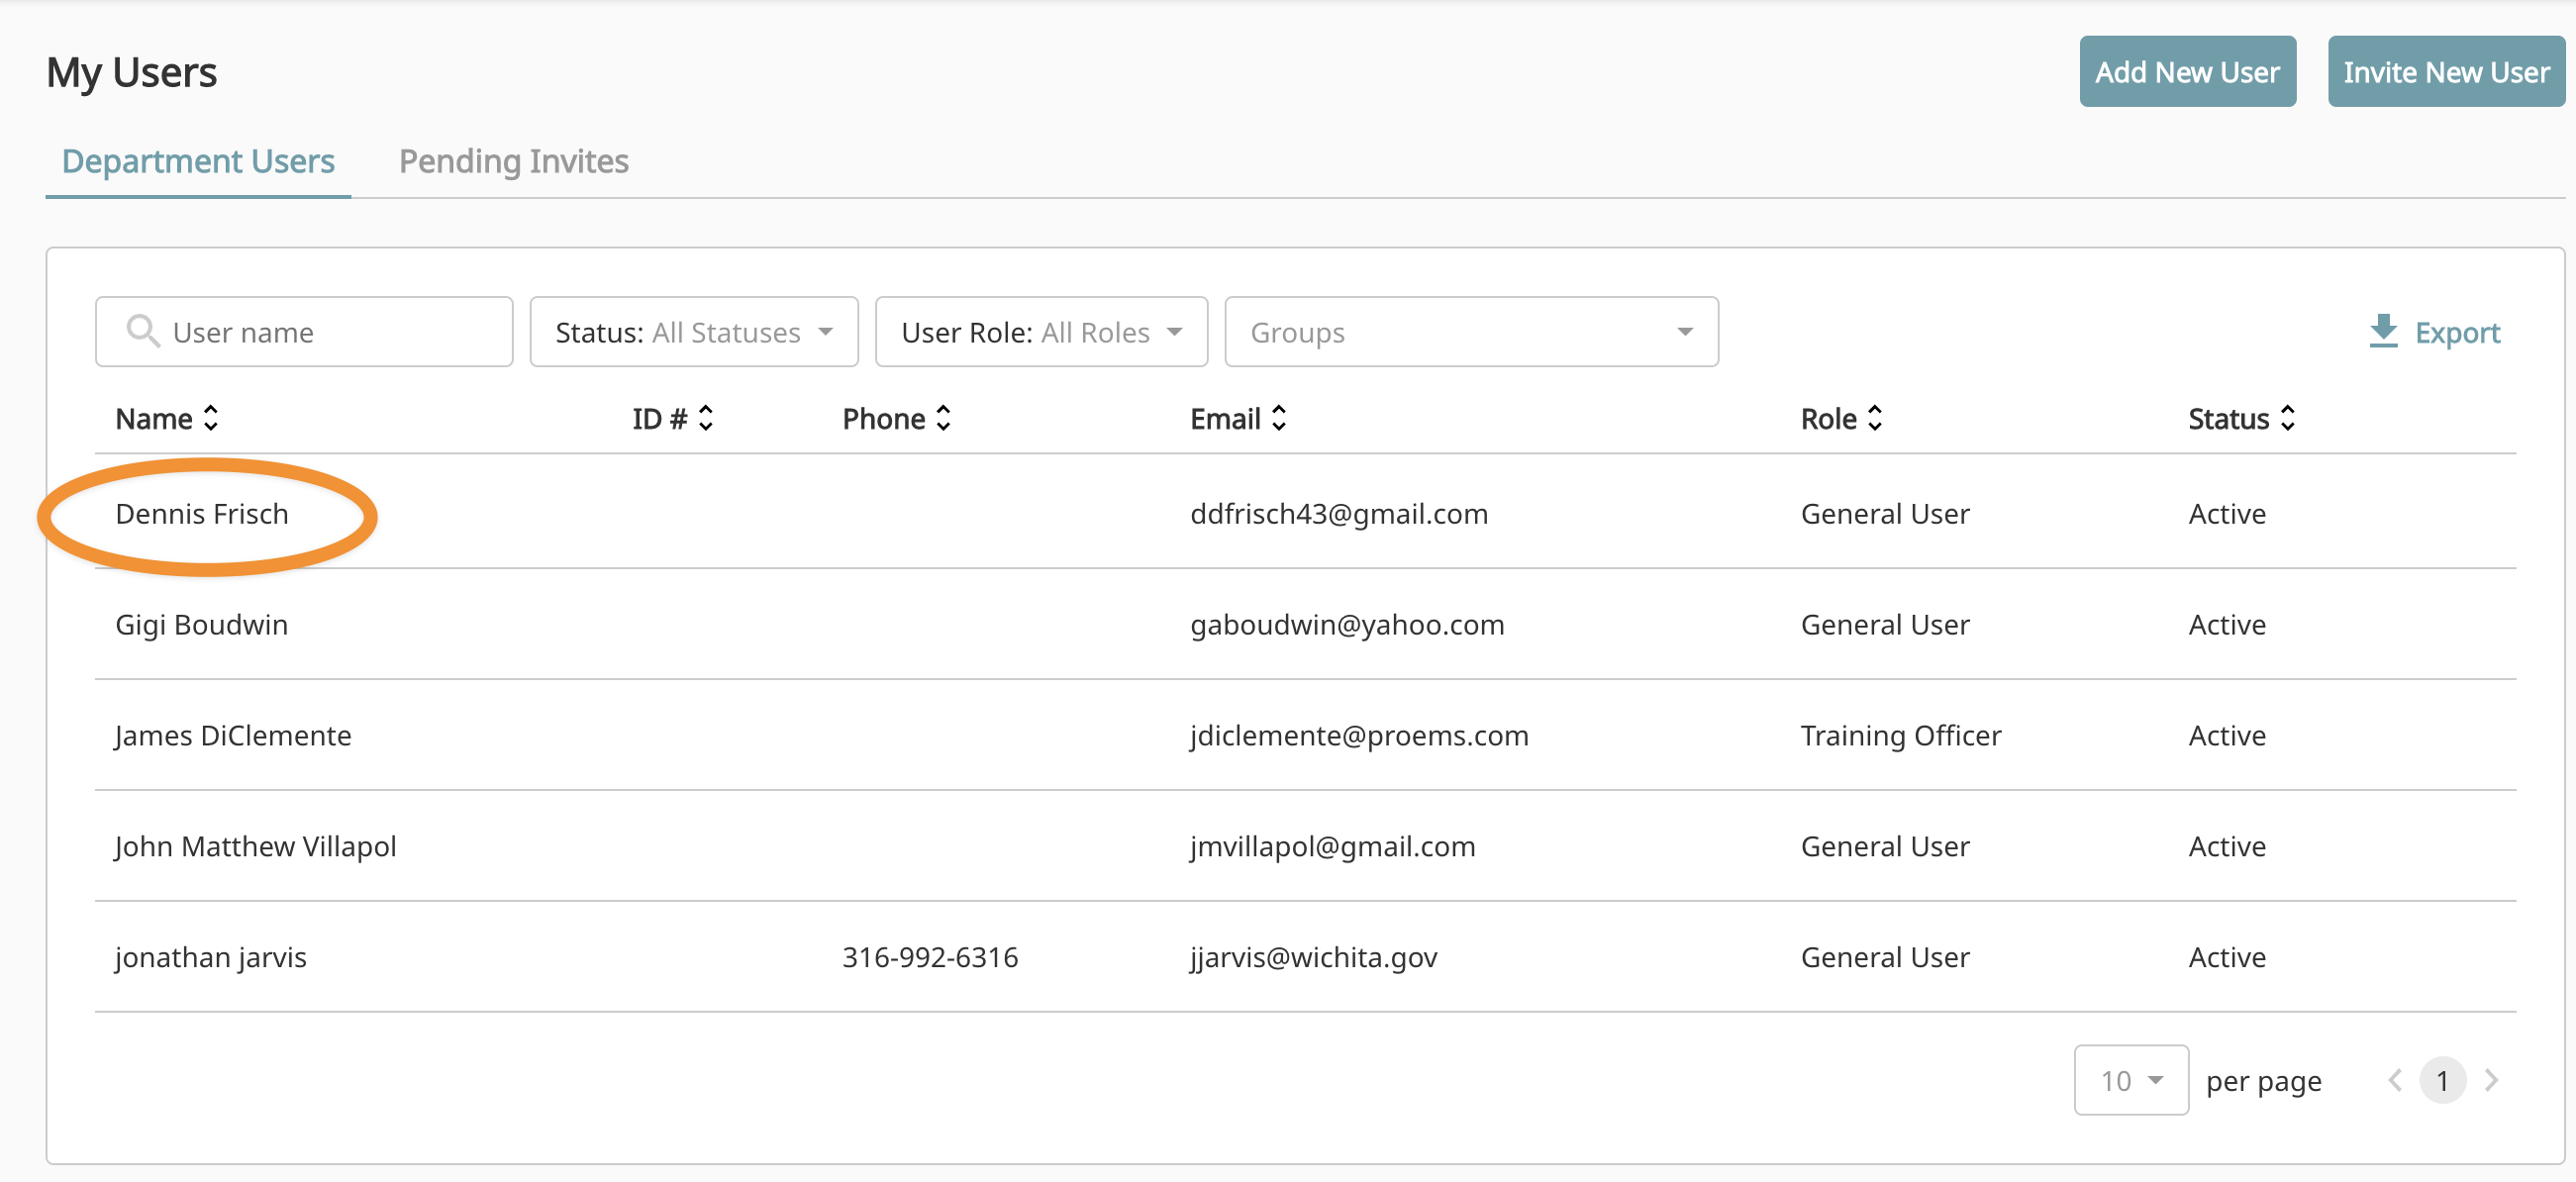 My Users
Add New User
Invite New User
Department Users
Pending Invites
User name
Status: All Statuses
User Role: All Roles
Groups
Export
Name ID # Phone Email Role Status
Dennis Frisch ddfrisch43@gmail.com General User Active
Gigi Boudwin gaboudwin@yahoo.com General User Active
James DiClemente jdiclemente@proems.com Training Officer Active
John Matthew Villapol jmvillapol@gmail.com General User Active
jonathan jarvis 316-992-6316 jjarvis@wichita.gov General User Active
10 per page 1